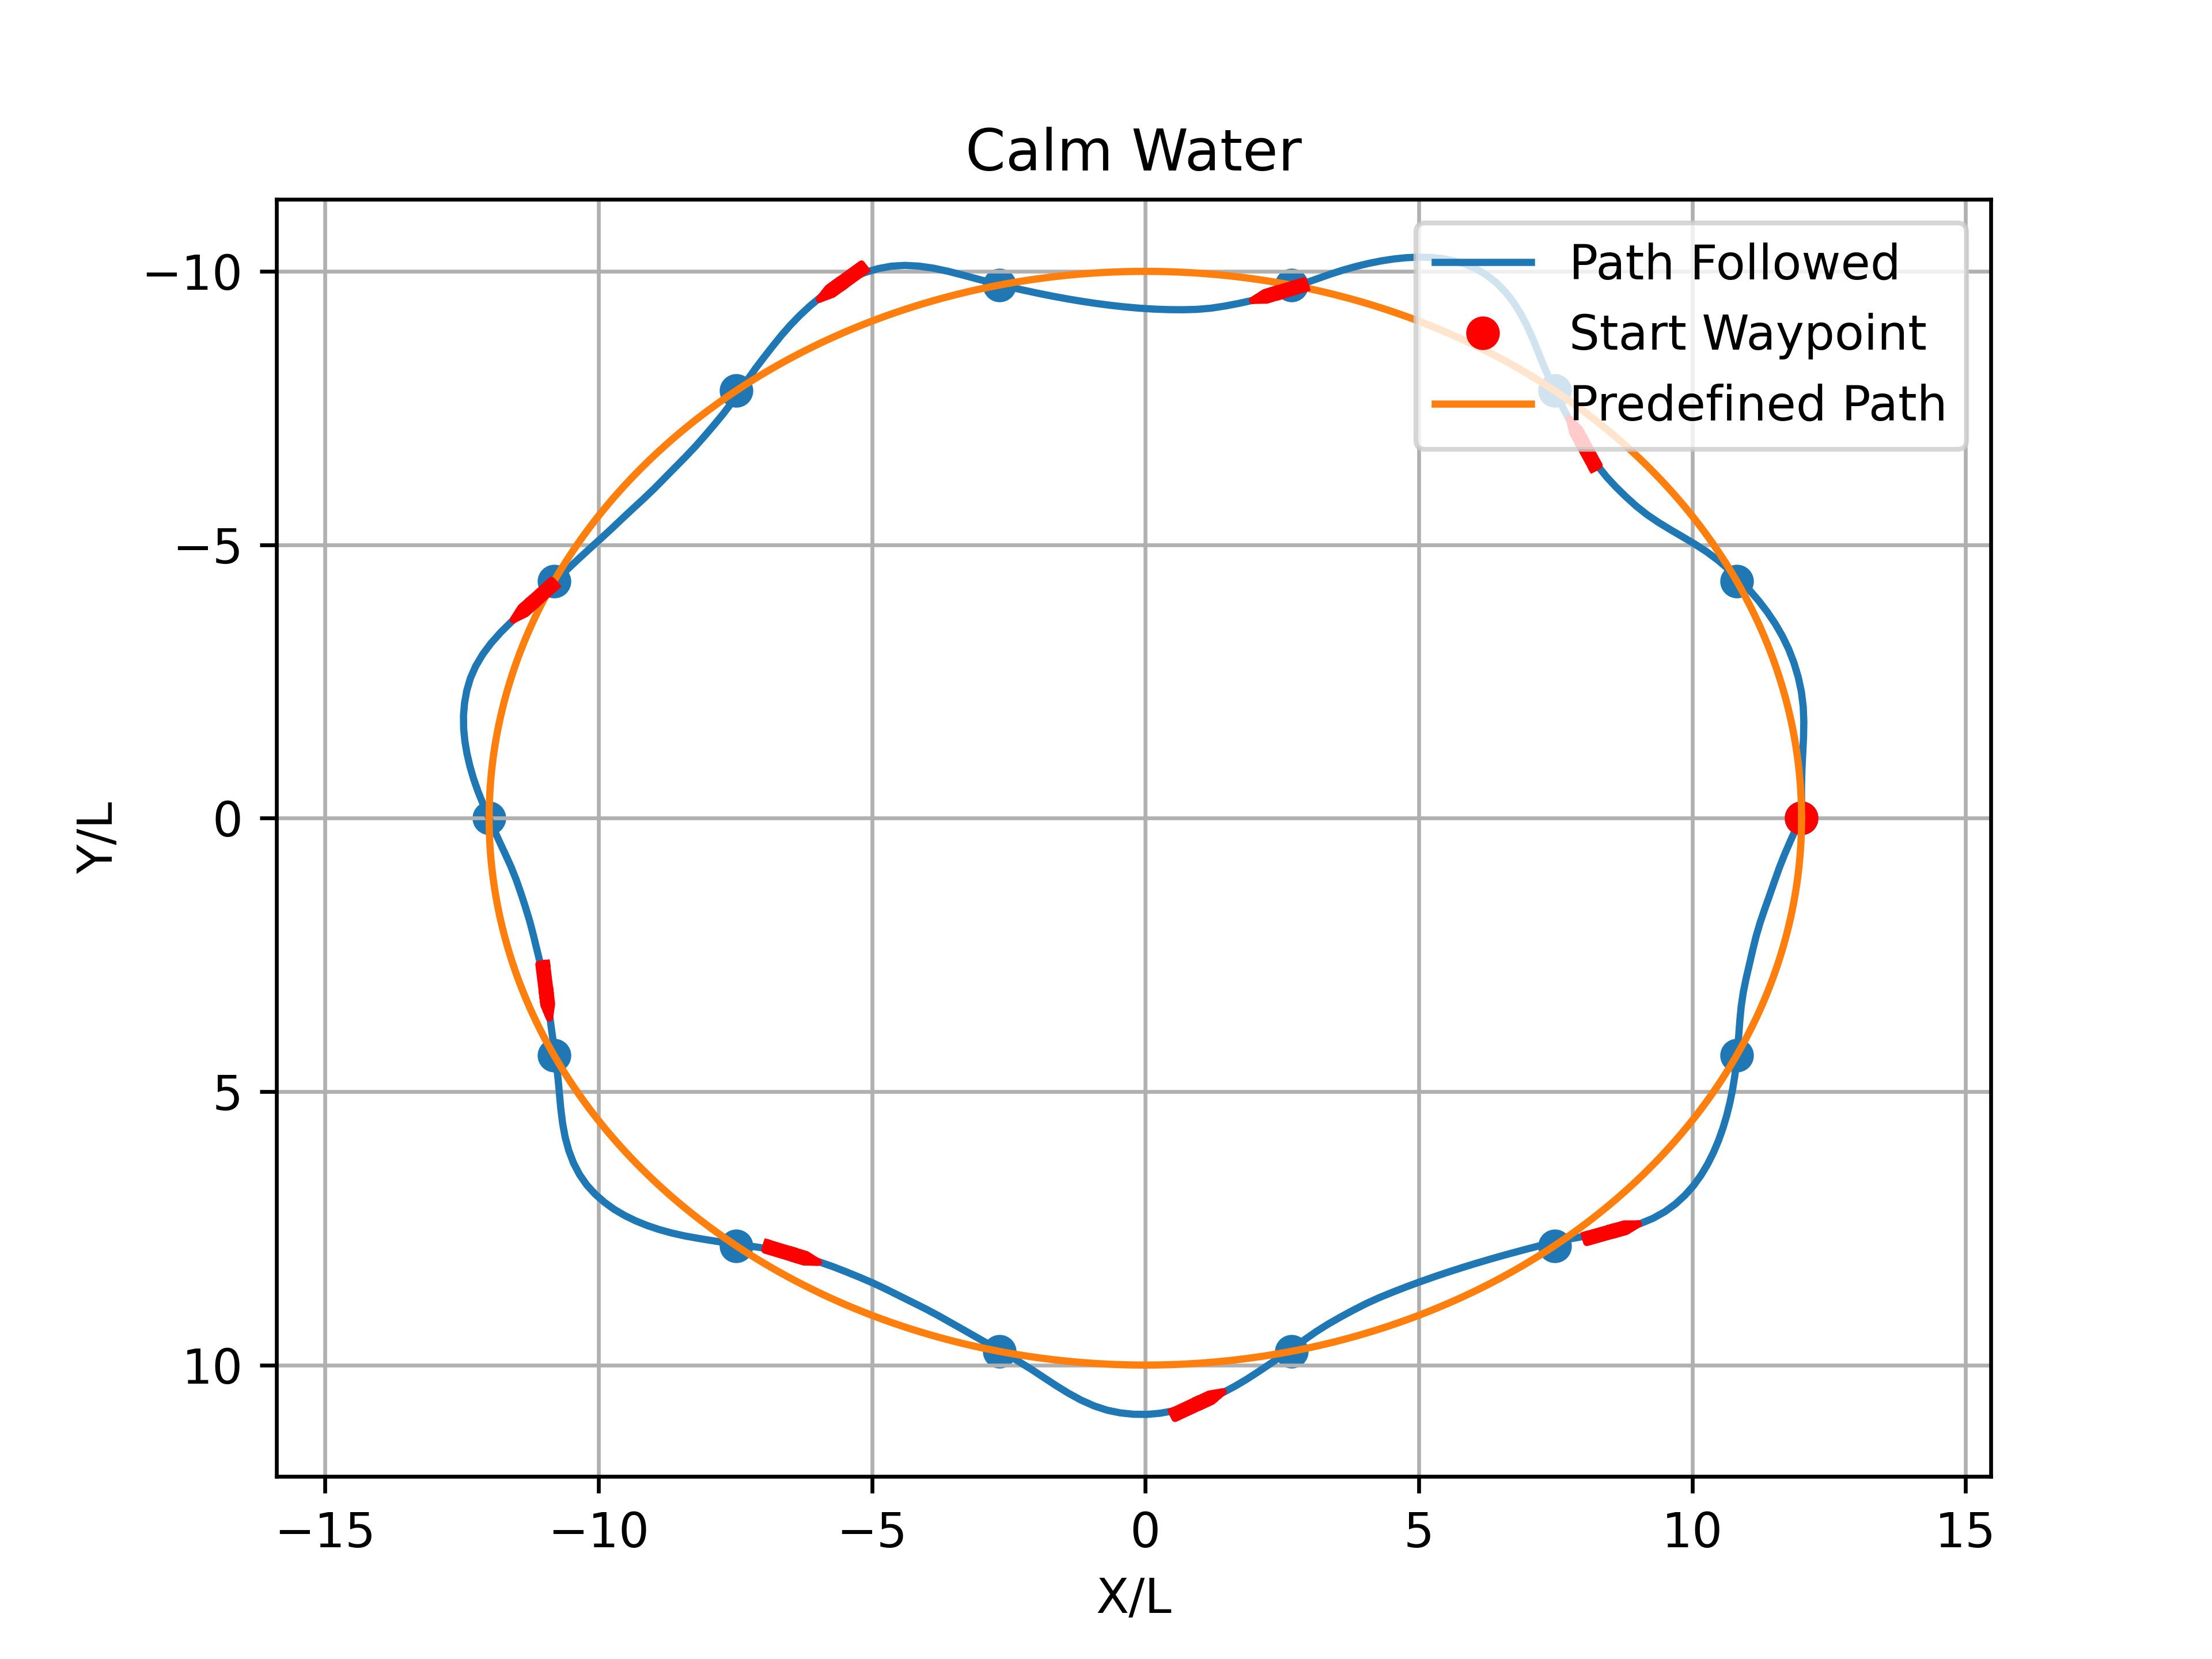 Calm Water
Path Followed
Start Waypoint
Predefined Path
−10
−5
0
5
10
Y/L
−15
−10
−5
0
5
10
15
X/L